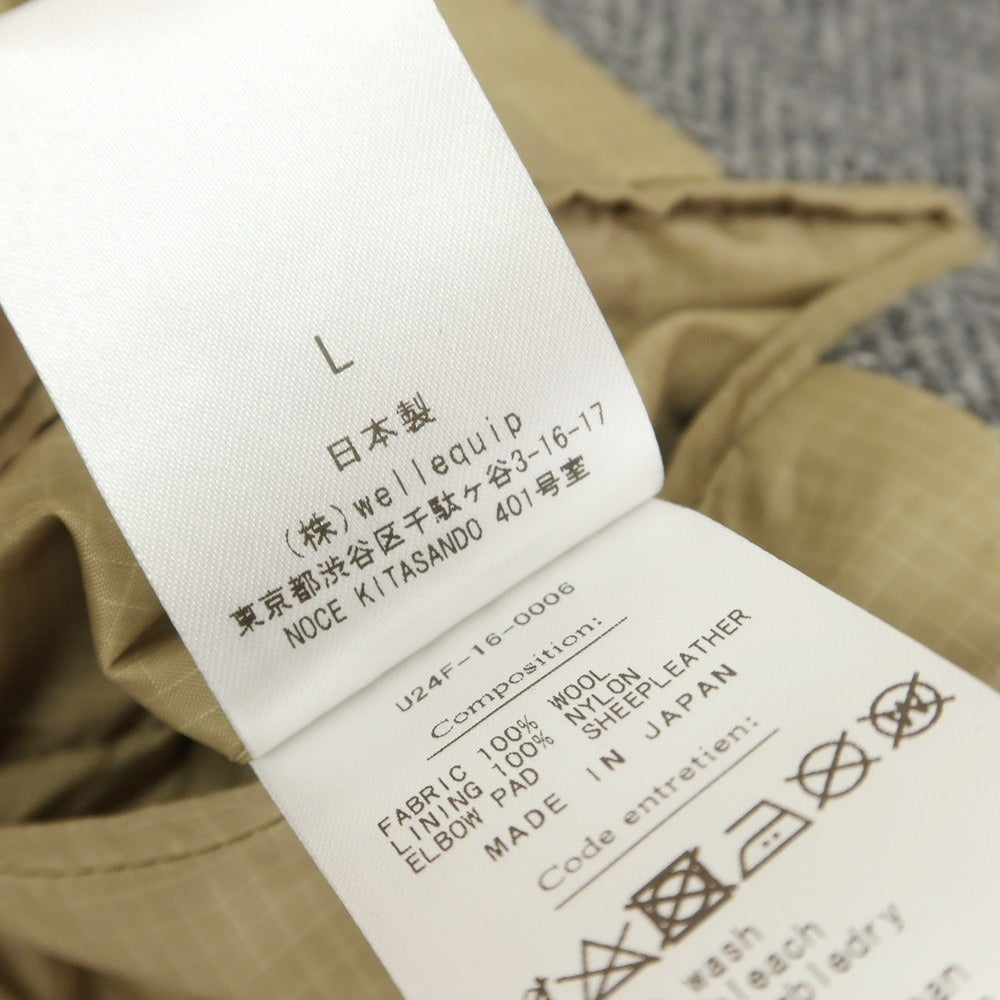 L
日本製
(株)wellequip
東京都渋谷区千駄ケ谷3-16-17
NOCE KITASANDO 401号室
U24F-16-0006
Composition:
FABRIC 100% WOOL
LINING 100% NYLON
ELBOW PAD SHEEPLEATHER
MADE IN JAPAN
Code entretien:
wash